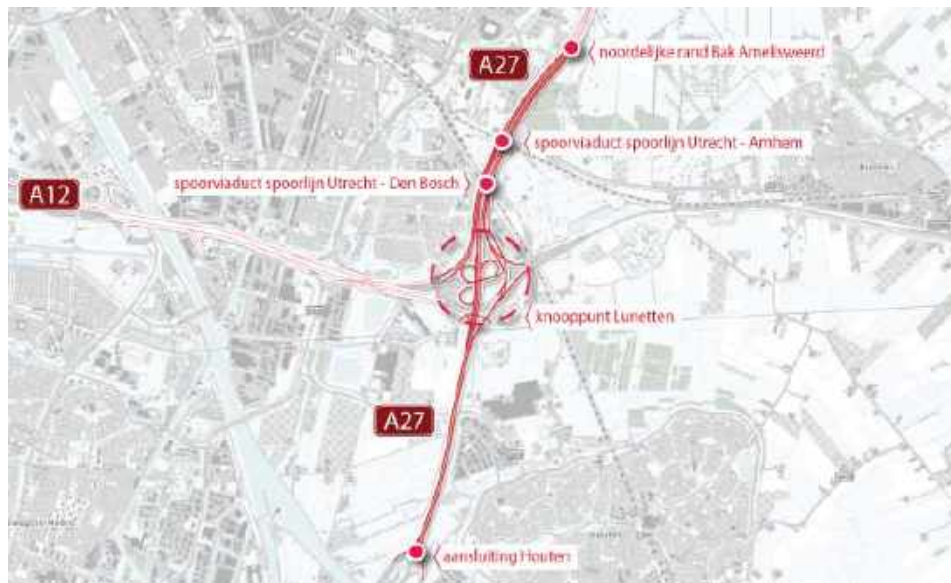 A27
noordelijke rand Bak Amelisweerd
spoorviaduct spoorlijn Utrecht - Arnhem
spoorviaduct spoorlijn Utrecht - Den Bosch
A12
knooppunt Lunetten
A27
aansluiting Houten